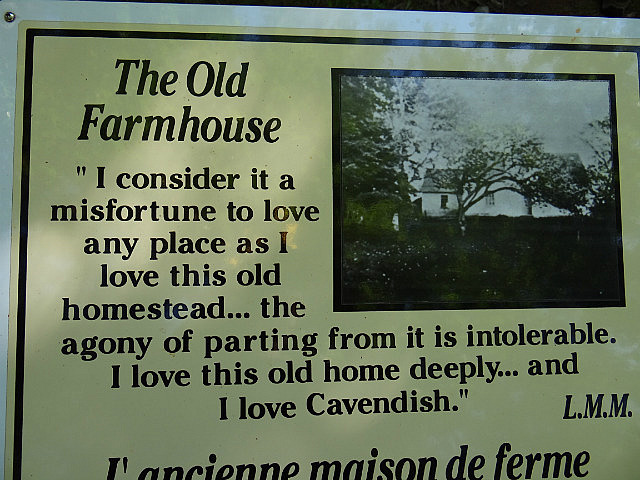 The Old
Farmhouse
" I consider it a
misfortune to love
any place as I
love this old
homestead... the
agony of parting from it is intolerable.
I love this old home deeply... and
I love Cavendish."
L.M.M.
L' ancienne maison de ferme